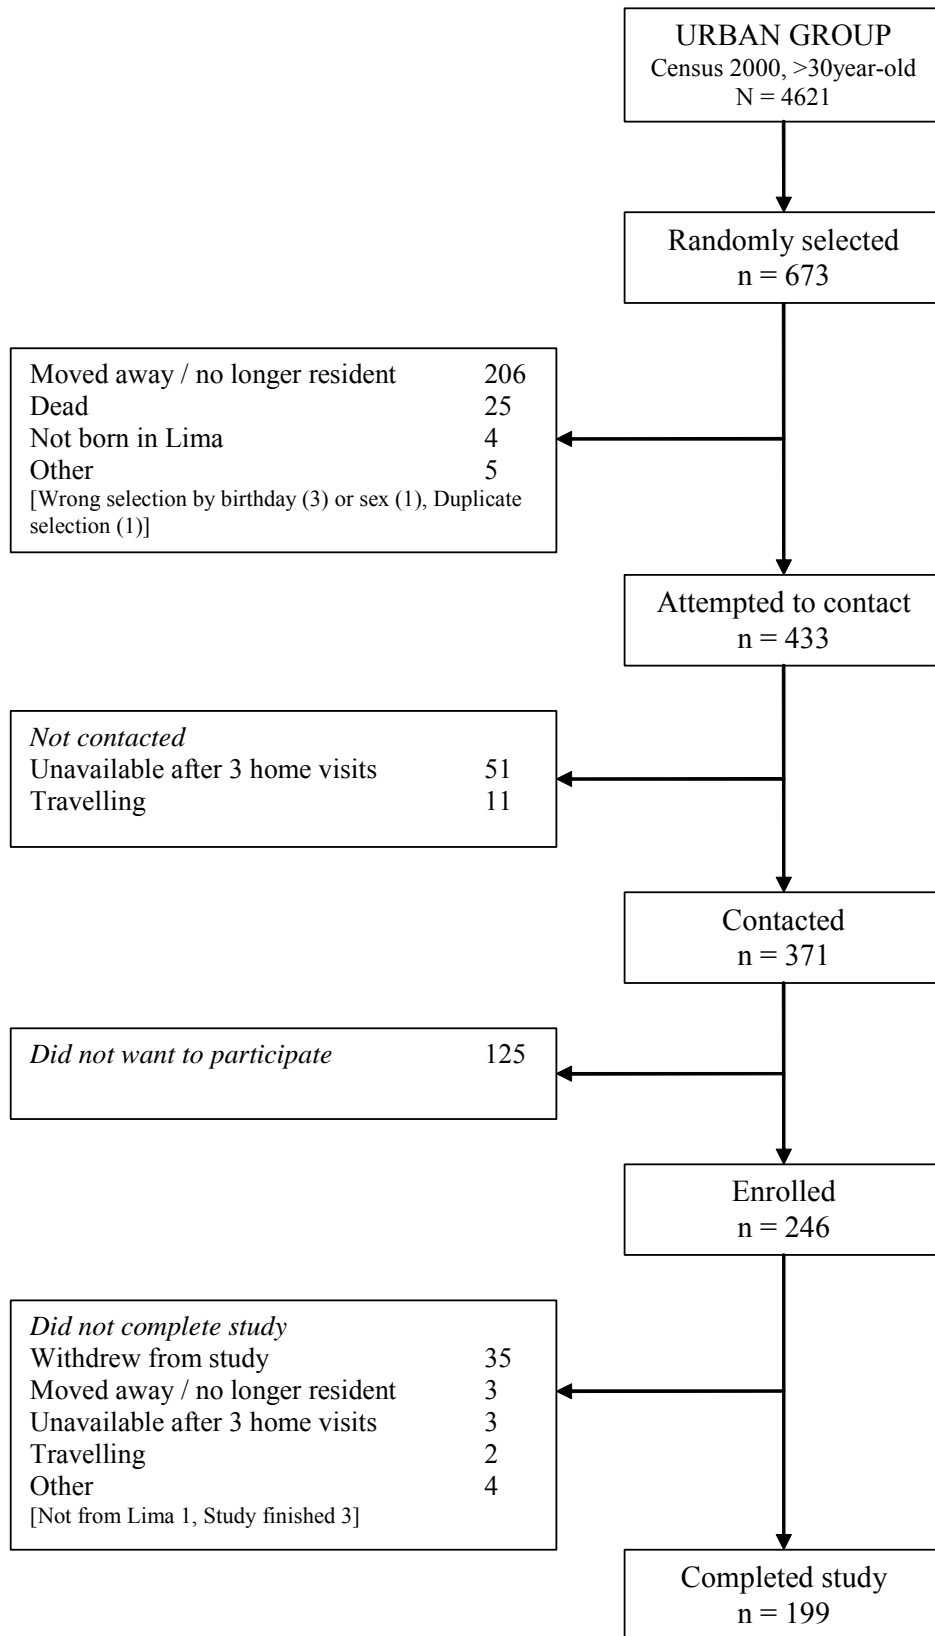 URBAN GROUP
Census 2000, >30year-old
N = 4621
Randomly selected
n = 673
Moved away / no longer resident 206
Dead 25
Not born in Lima 4
Other 5
[Wrong selection by birthday (3) or sex (1), Duplicate
selection (1)]
Attempted to contact
n = 433
Not contacted
Unavailable after 3 home visits 51
Travelling 11
Contacted
n = 371
Did not want to participate 125
Enrolled
n = 246
Did not complete study
Withdrew from study 35
Moved away / no longer resident 3
Unavailable after 3 home visits 3
Travelling 2
Other 4
[Not from Lima 1, Study finished 3]
Completed study
n = 199